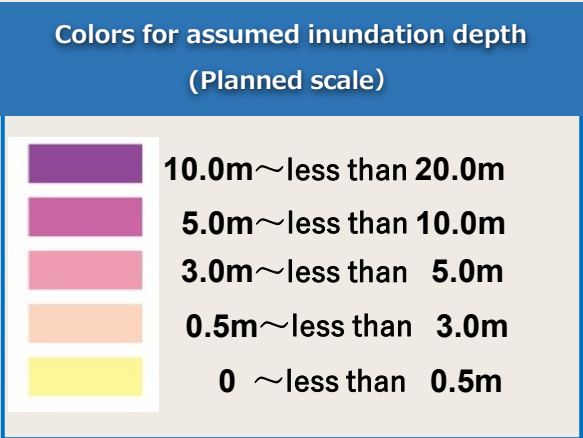 Colors for assumed inundation depth
(Planned scale）
10.0m～less than 20.0m
5.0m～less than 10.0m
3.0m～less than 5.0m
0.5m～less than 3.0m
0 ～less than 0.5m